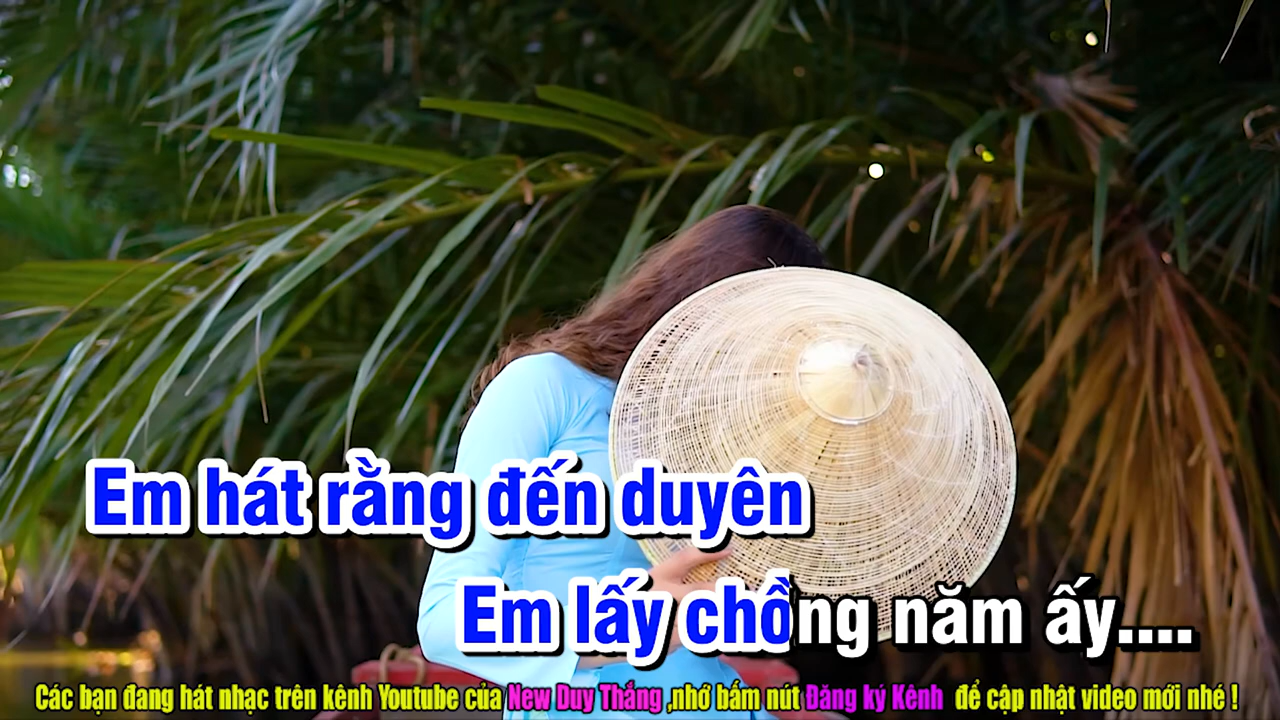 Em hát rằng đến duyên
Em lấy chồng năm ấy....
Các bạn đang hát nhạc trên kênh Youtube của New Duy Thắng ,nhớ bấm nút Đăng ký Kênh để cập nhật video mới nhé !